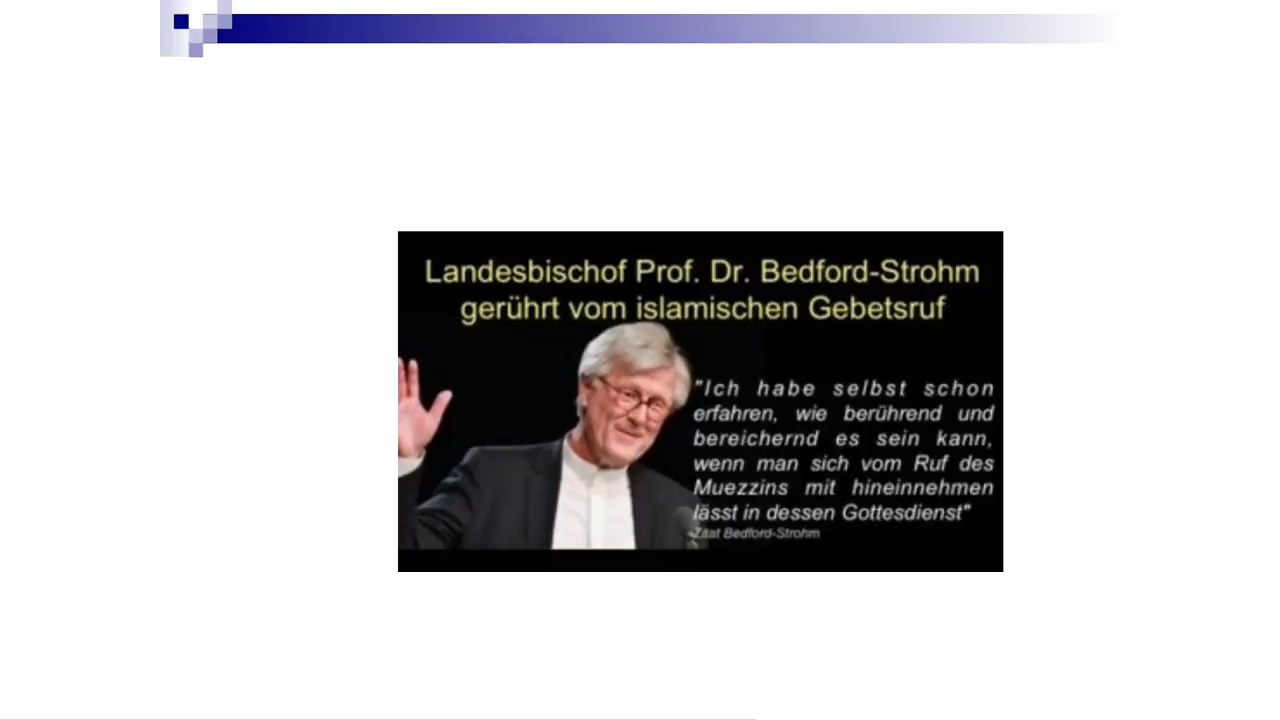 Landesbischof Prof. Dr. Bedford-Strohm
gerührt vom islamischen Gebetsruf
"Ich habe selbst schon
erfahren, wie berührend und
bereichernd es sein kann,
wenn man sich vom Ruf des
Muezzins mit hineinnehmen
lässt in dessen Gottesdienst"
Zitat Bedford-Strohm